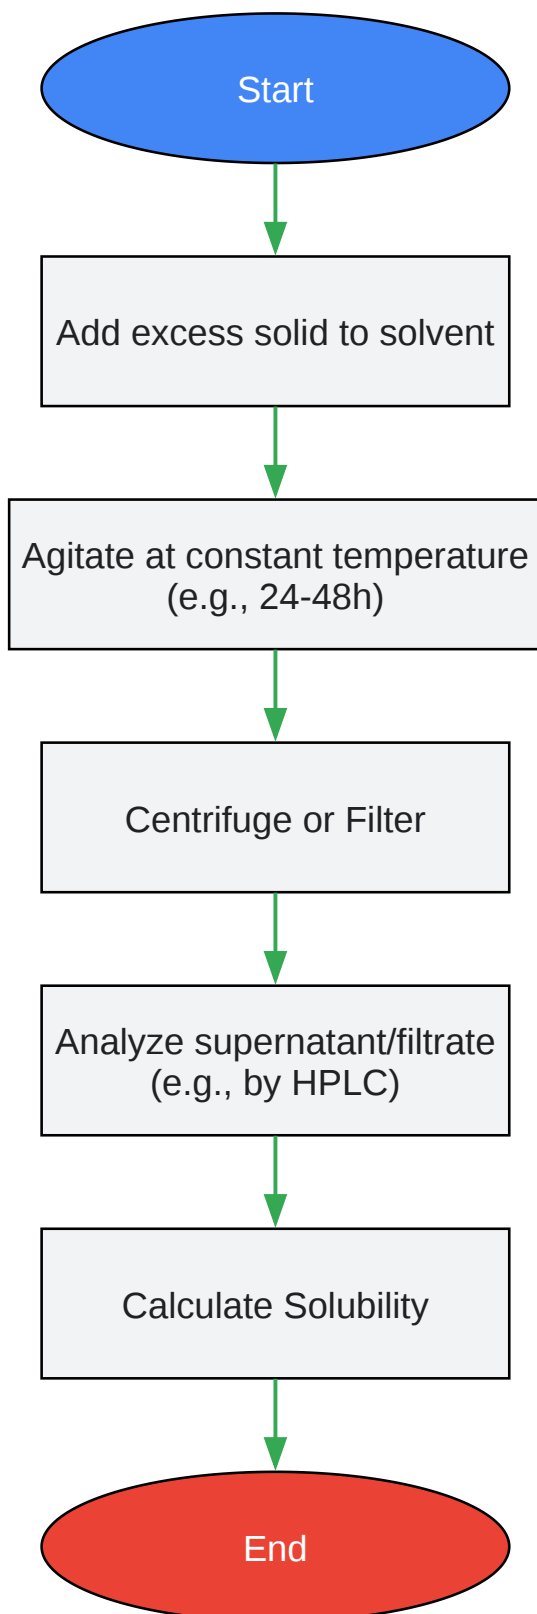 Start
Add excess solid to solvent
Agitate at constant temperature
(e.g., 24-48h)
Centrifuge or Filter
Analyze supernatant/filtrate
(e.g., by HPLC)
Calculate Solubility
End